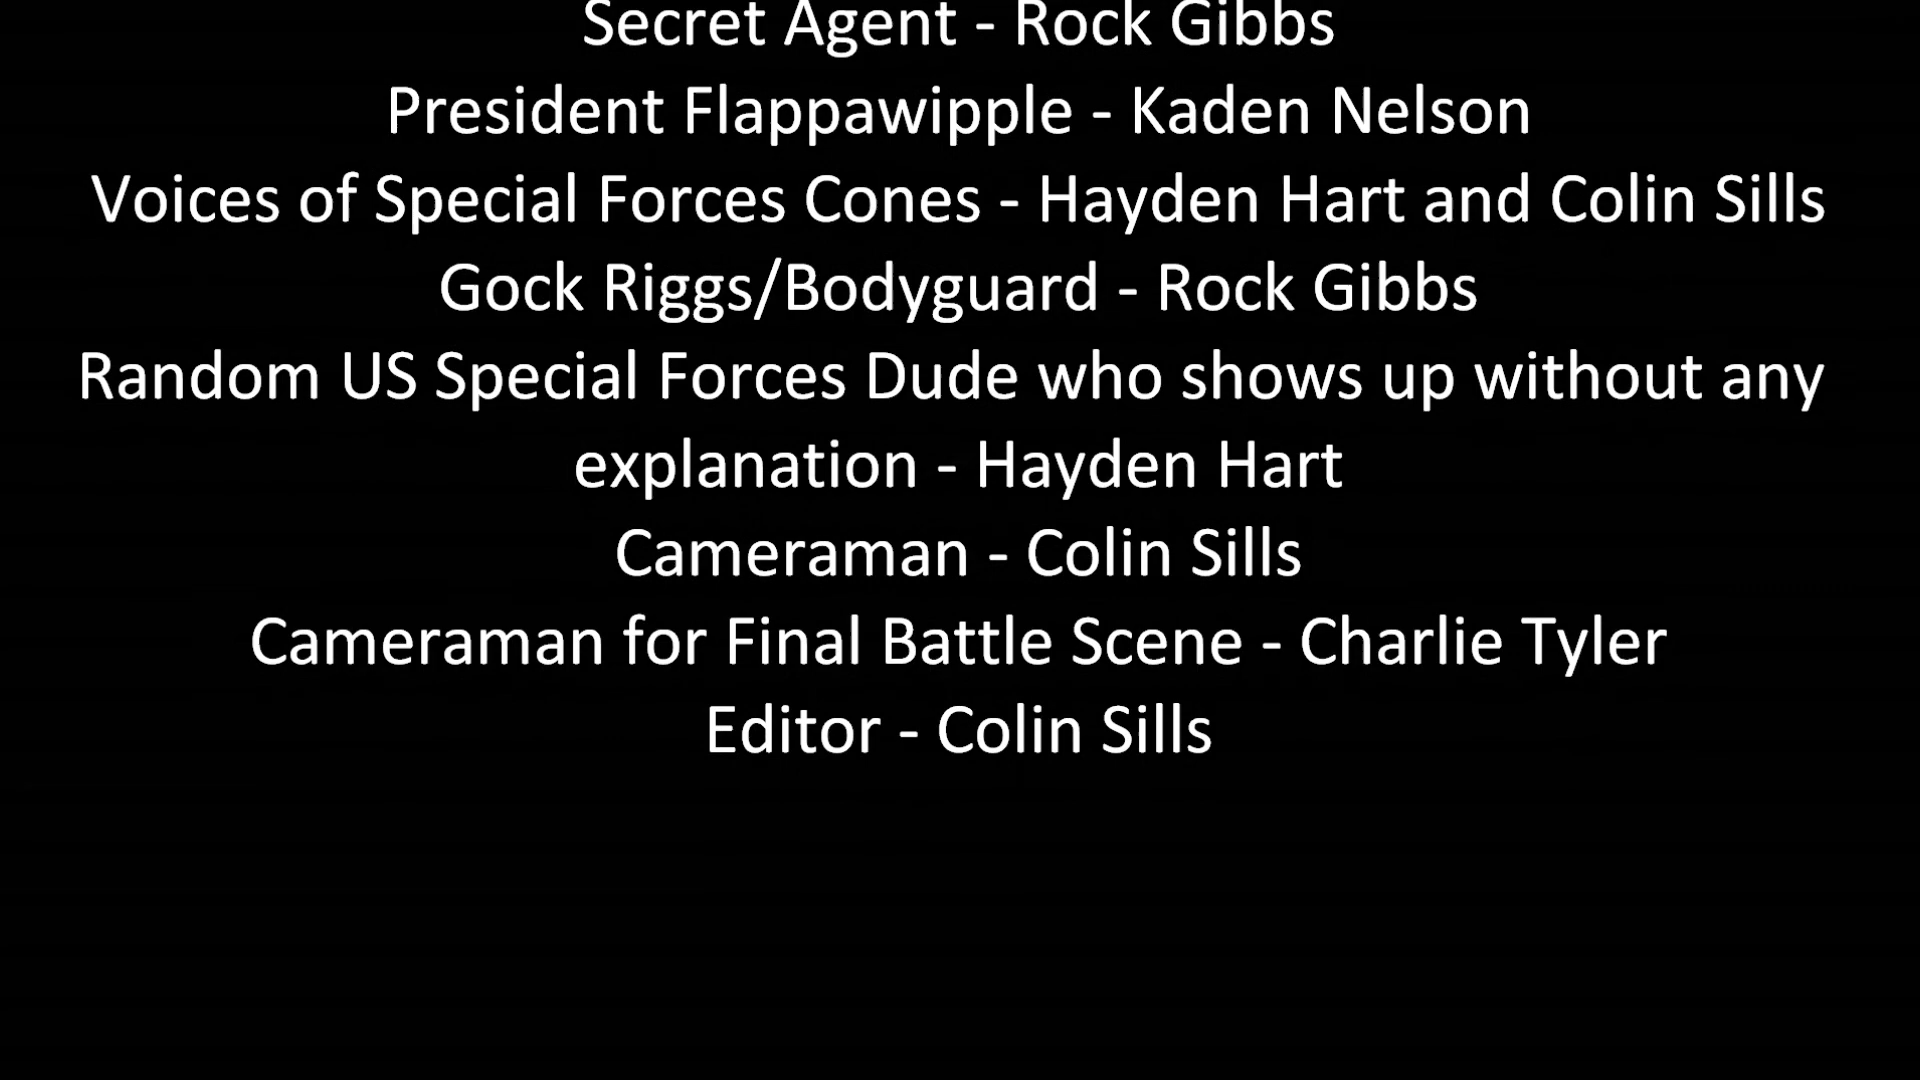 Secret Agent - Rock Gibbs
President Flappawipple - Kaden Nelson
Voices of Special Forces Cones - Hayden Hart and Colin Sills
Gock Riggs/Bodyguard - Rock Gibbs
Random US Special Forces Dude who shows up without any
explanation - Hayden Hart
Cameraman - Colin Sills
Cameraman for Final Battle Scene - Charlie Tyler
Editor - Colin Sills